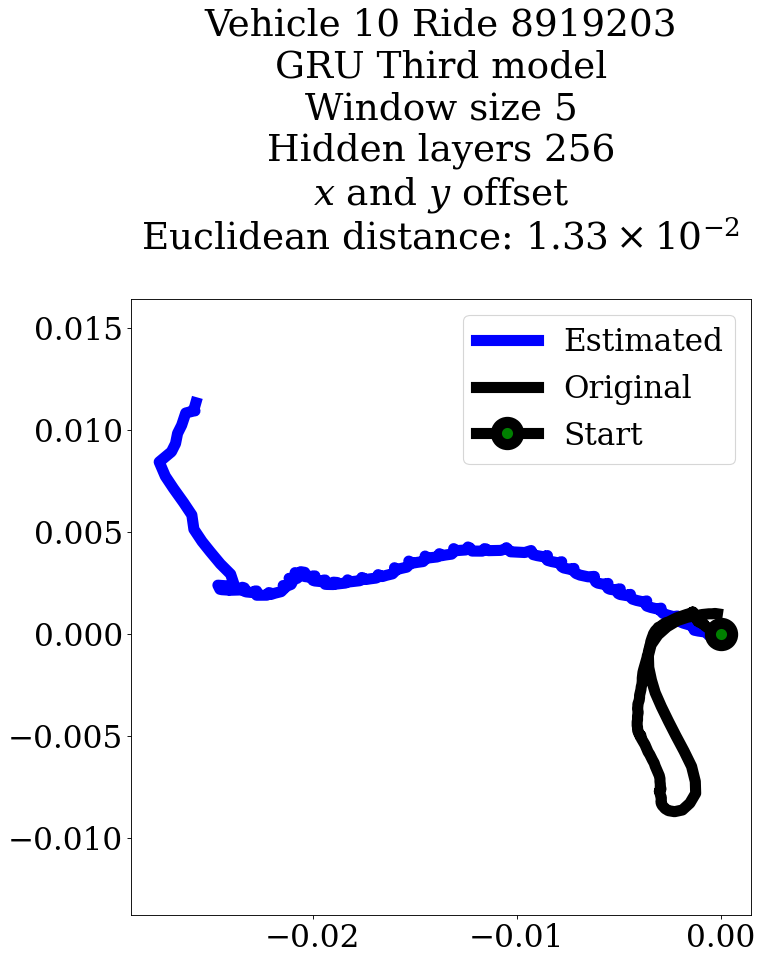 Vehicle 10 Ride 8919203
GRU Third model
Window size 5
Hidden layers 256
x and y offset
Euclidean distance: 1.33 × 10⁻²
Estimated
Original
Start
0.015
0.010
0.005
0.000
−0.005
−0.010
−0.02
−0.01
0.00